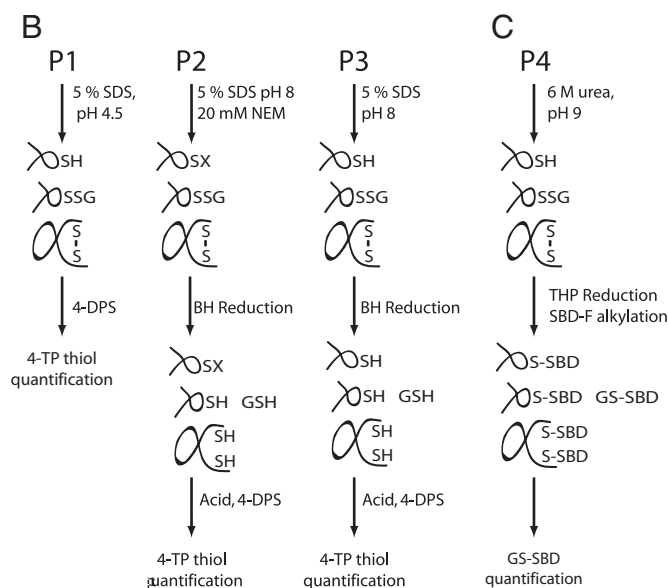 B
C
P1
P2
P3
P4
5 % SDS,
pH 4.5
5 % SDS pH 8
20 mM NEM
5 % SDS
pH 8
6 M urea,
pH 9
SH
SX
SH
SH
SSG
SSG
SSG
SSG
S
S
S
S
S
S
S
S
4-DPS
BH Reduction
BH Reduction
THP Reduction
SBD-F alkylation
4-TP thiol
quantification
SX
SH
S-SBD
SH GSH
SH GSH
S-SBD GS-SBD
SH
SH
SH
SH
S-SBD
S-SBD
Acid, 4-DPS
Acid, 4-DPS
4-TP thiol
quantification
4-TP thiol
quantification
GS-SBD
quantification